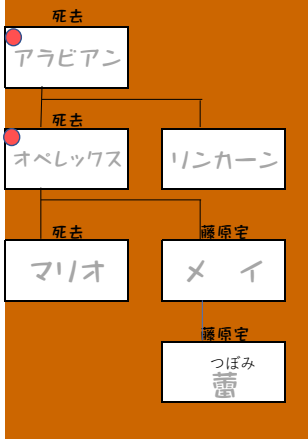 死去
アラビアン
死去
オペレックス
リンカーン
死去
マリオ
藤原宅
メイ
藤原宅
つぼみ
蕾